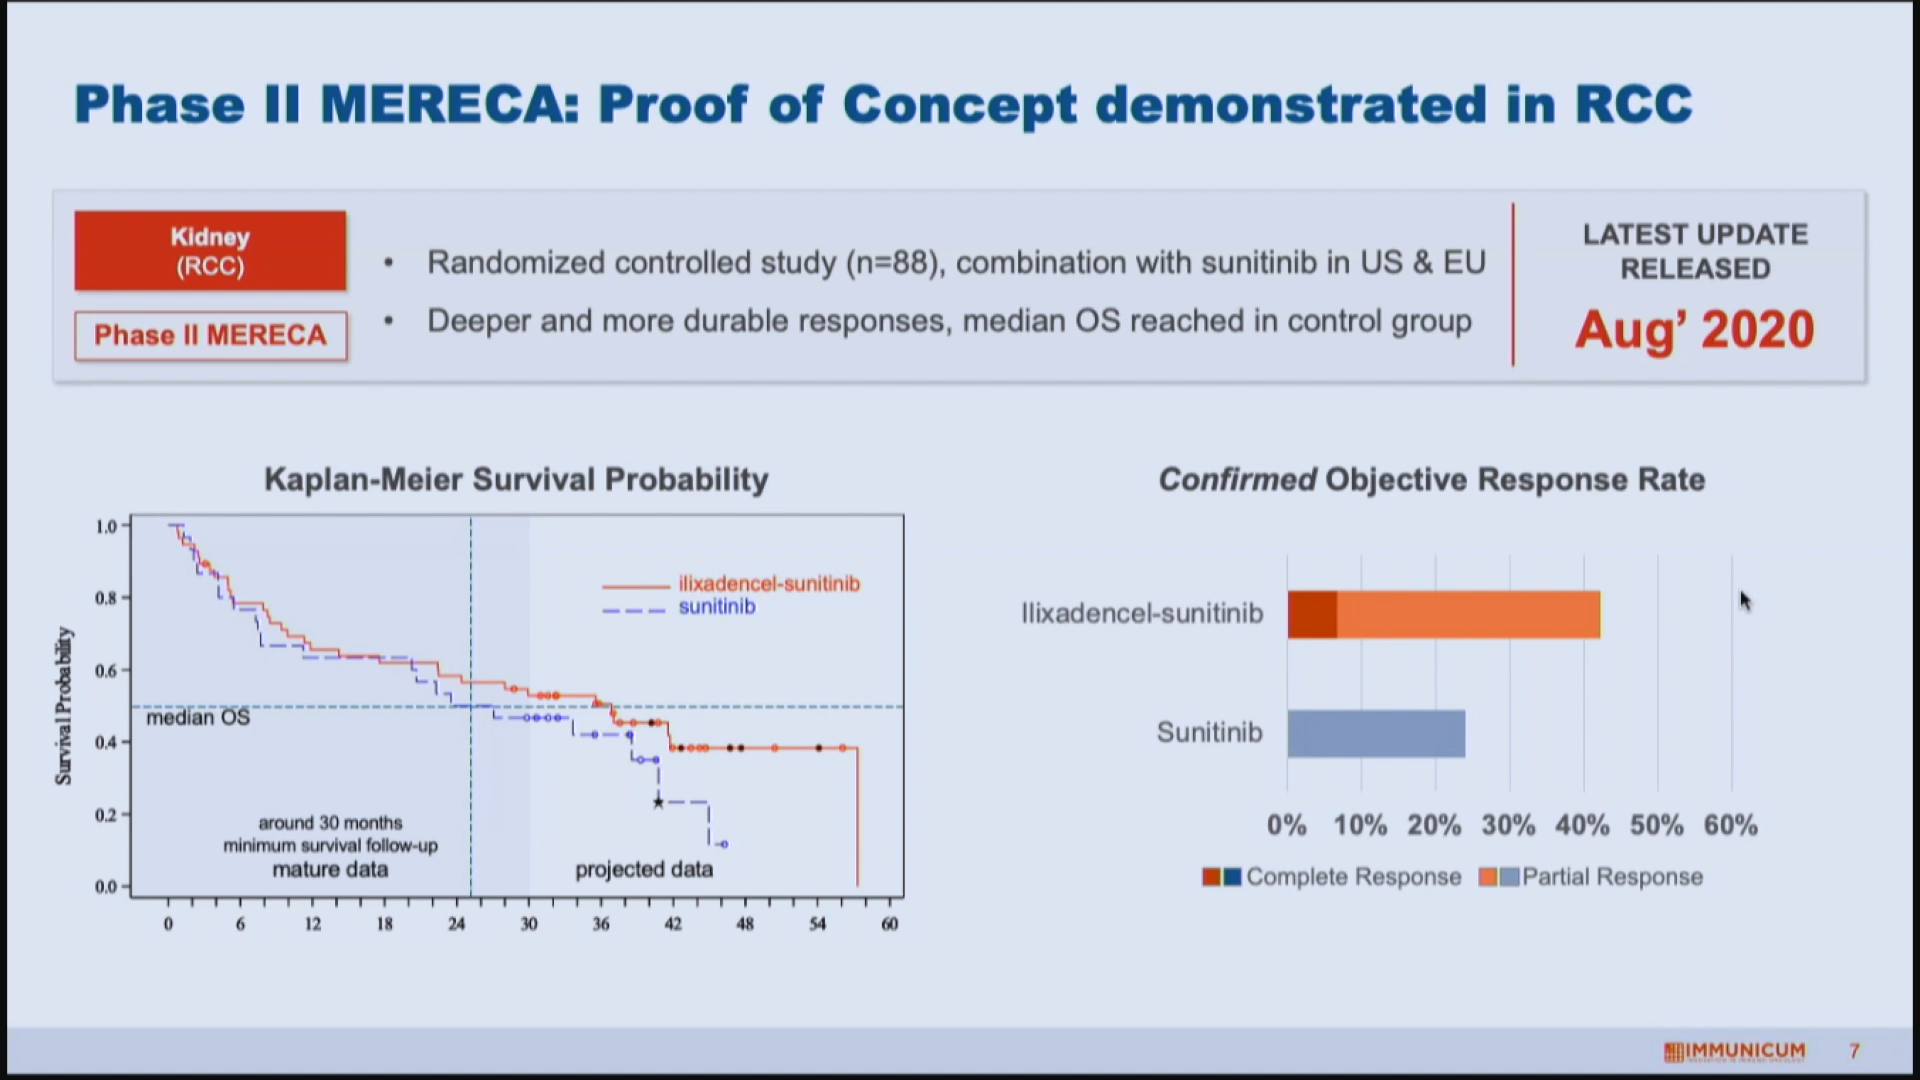 Phase II MERECA: Proof of Concept demonstrated in RCC
Kidney
(RCC)
Phase II MERECA
• Randomized controlled study (n=88), combination with sunitinib in US & EU
• Deeper and more durable responses, median OS reached in control group
LATEST UPDATE
RELEASED
Aug’ 2020
Kaplan-Meier Survival Probability
Survival Probability
1.0
0.8
0.6
0.4
0.2
0.0
ilixadencel-sunitinib
sunitinib
median OS
around 30 months
minimum survival follow-up
mature data
projected data
0 6 12 18 24 30 36 42 48 54 60
Confirmed Objective Response Rate
Ilixadencel-sunitinib
Sunitinib
0% 10% 20% 30% 40% 50% 60%
Complete Response Partial Response
IMMUNICUM
7